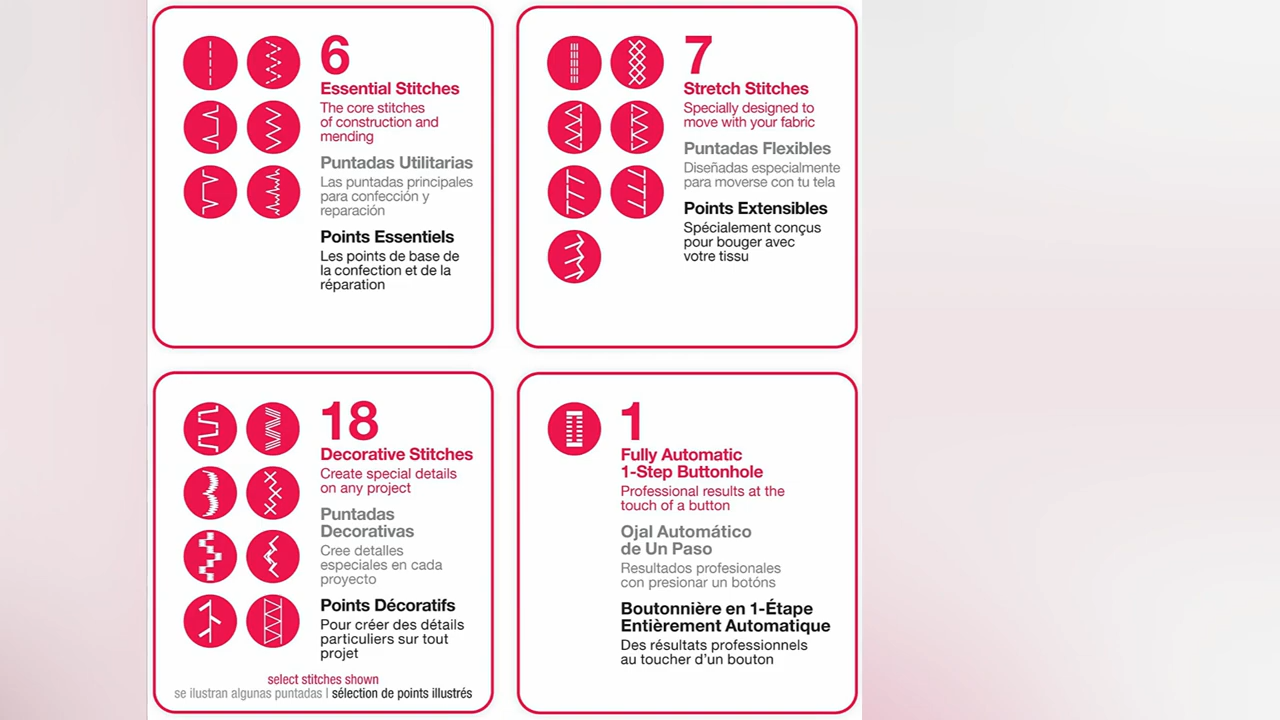 6
Essential Stitches
The core stitches
of construction and
mending
Puntadas Utilitarias
Las puntadas principales
para confección y
reparación
Points Essentiels
Les points de base de
la confection et de la
réparation
7
Stretch Stitches
Specially designed to
move with your fabric
Puntadas Flexibles
Diseñadas especialmente
para moverse con tu tela
Points Extensibles
Spécialement conçus
pour bouger avec
votre tissu
18
Decorative Stitches
Create special details
on any project
Puntadas
Decorativas
Cree detalles
especiales en cada
proyecto
Points Décoratifs
Pour créer des détails
particuliers sur tout
projet
select stitches shown
se ilustran algunas puntadas | sélection de points illustrés
1
Fully Automatic
1-Step Buttonhole
Professional results at the
touch of a button
Ojal Automático
de Un Paso
Resultados profesionales
con presionar un botóns
Boutonnière en 1-Étape
Entièrement Automatique
Des résultats professionnels
au toucher d'un bouton